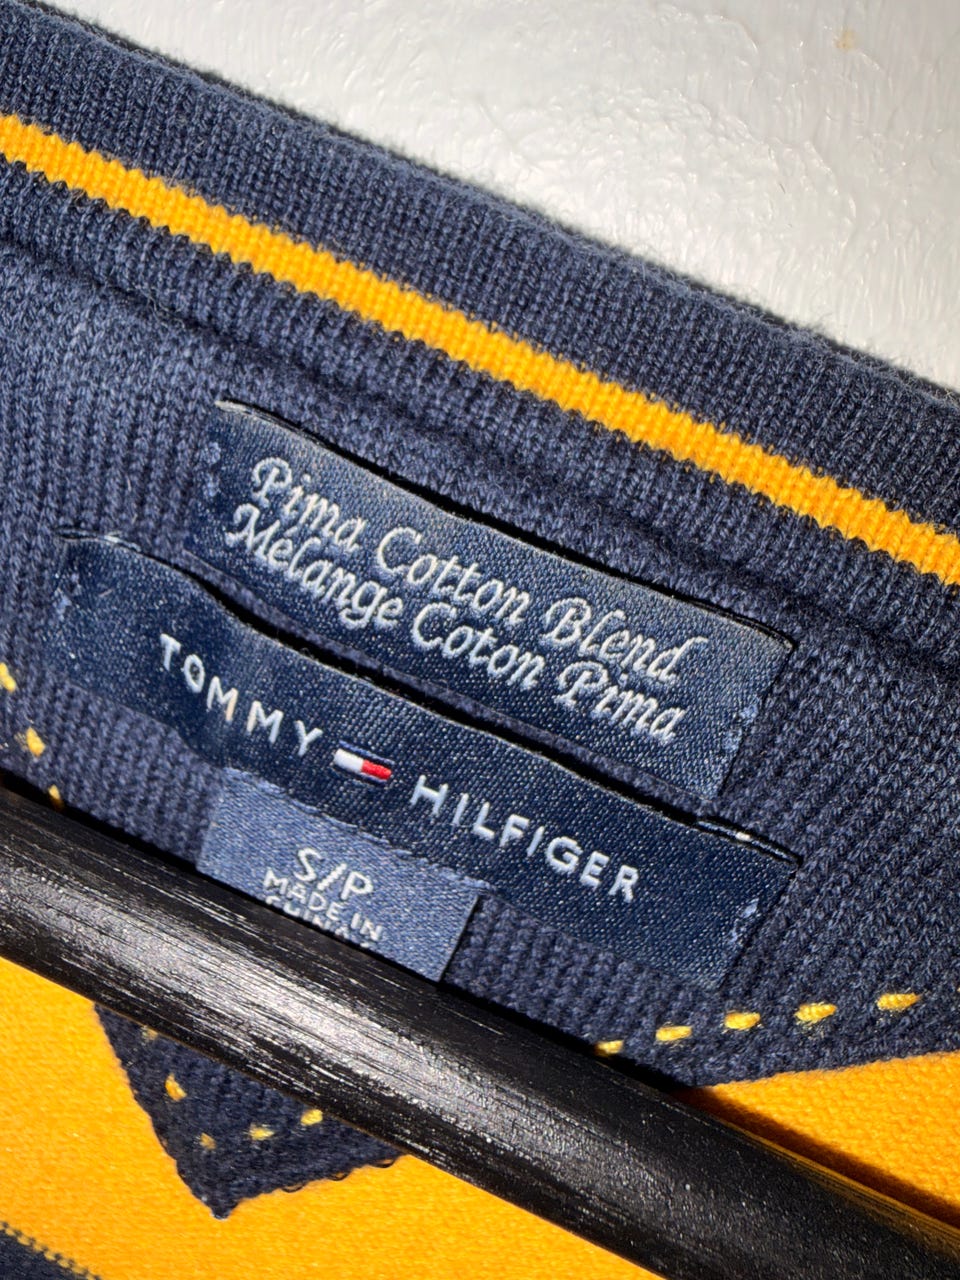 Pima Cotton Blend
Mélange Coton Pima
TOMMY HILFIGER
S/P
MADE IN